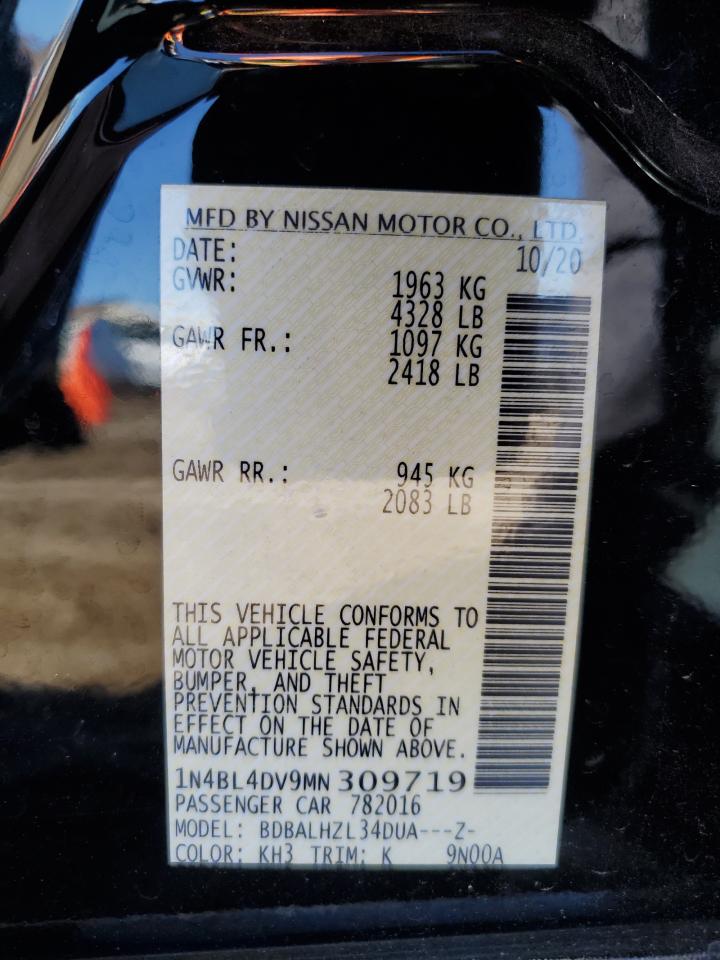 MFD BY NISSAN MOTOR CO., LTD.
DATE: 10/20
GVWR: 1963 KG
4328 LB
GAWR FR.: 1097 KG
2418 LB
GAWR RR.: 945 KG
2083 LB
THIS VEHICLE CONFORMS TO
ALL APPLICABLE FEDERAL
MOTOR VEHICLE SAFETY,
BUMPER, AND THEFT
PREVENTION STANDARDS IN
EFFECT ON THE DATE OF
MANUFACTURE SHOWN ABOVE.
1N4BL4DV9MN 309719
PASSENGER CAR 782016
MODEL: BDBALHZL34DUA---Z-
COLOR: KH3 TRIM: K 9N00A